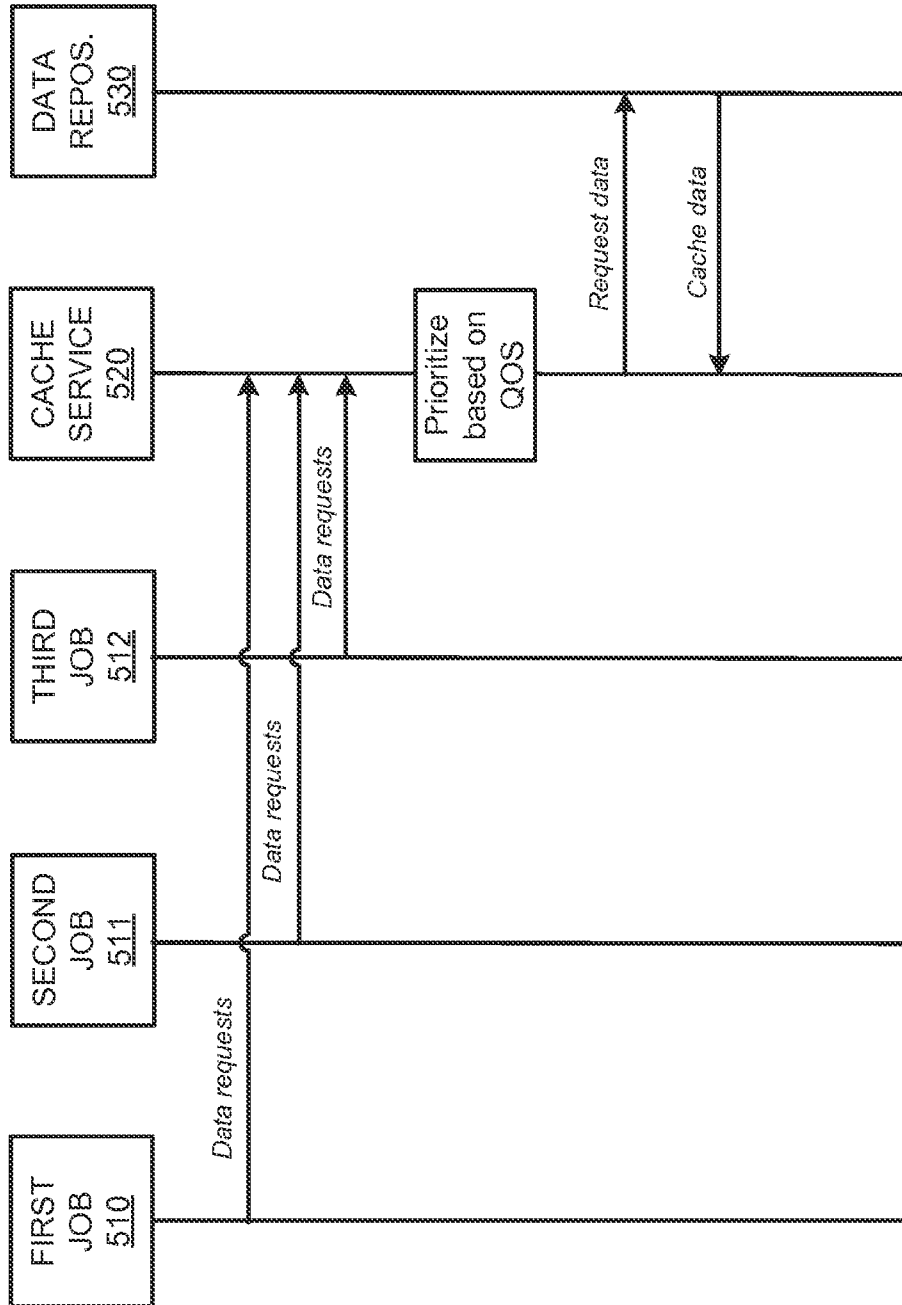 FIRST
JOB
510
SECOND
JOB
511
THIRD
JOB
512
CACHE
SERVICE
520
DATA
REPOS.
530
Data requests
Data requests
Data requests
Prioritize
based on
QOS
Request data
Cache data